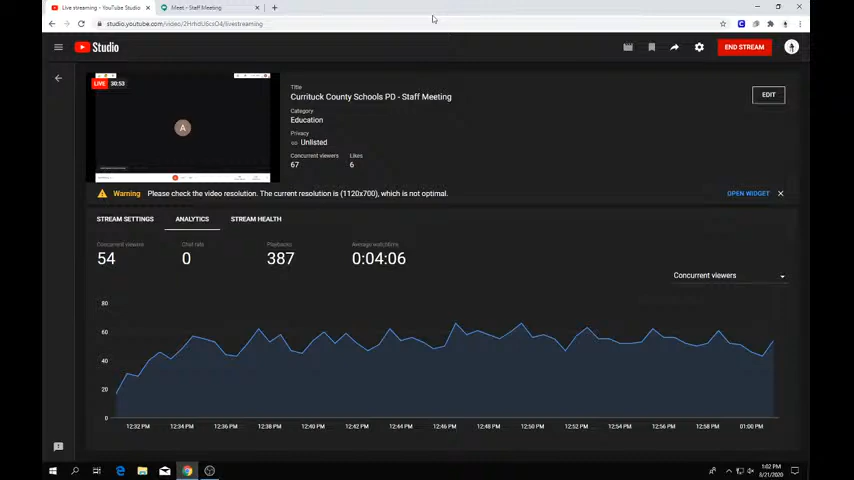 Live streaming - YouTube Studio
Meet - Staff Meeting
studio.youtube.com/video/2HrhdU6csO4/livestreaming
Studio
END STREAM
LIVE 30:53
A
Title
Currituck County Schools PD - Staff Meeting
Category
Education
Privacy
Unlisted
Concurrent viewers Likes
67 6
EDIT
Warning Please check the video resolution. The current resolution is (1120x700), which is not optimal.
OPEN WIDGET
STREAM SETTINGS ANALYTICS STREAM HEALTH
Concurrent viewers Chat rate Playbacks Average watchtime
54 0 387 0:04:06
Concurrent viewers
80
60
40
20
0
12:32 PM 12:34 PM 12:36 PM 12:38 PM 12:40 PM 12:42 PM 12:44 PM 12:46 PM 12:48 PM 12:50 PM 12:52 PM 12:54 PM 12:56 PM 12:58 PM 01:00 PM
1:02 PM
8/21/2020